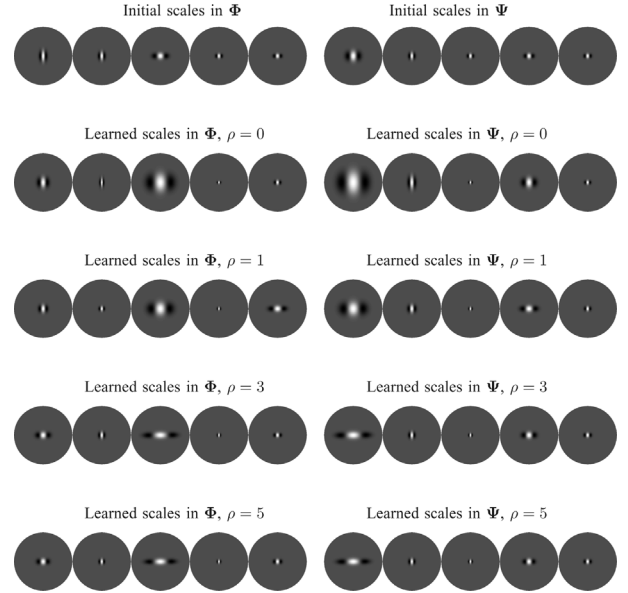 Initial scales in Φ
Initial scales in Ψ
Learned scales in Φ, ρ = 0
Learned scales in Ψ, ρ = 0
Learned scales in Φ, ρ = 1
Learned scales in Ψ, ρ = 1
Learned scales in Φ, ρ = 3
Learned scales in Ψ, ρ = 3
Learned scales in Φ, ρ = 5
Learned scales in Ψ, ρ = 5